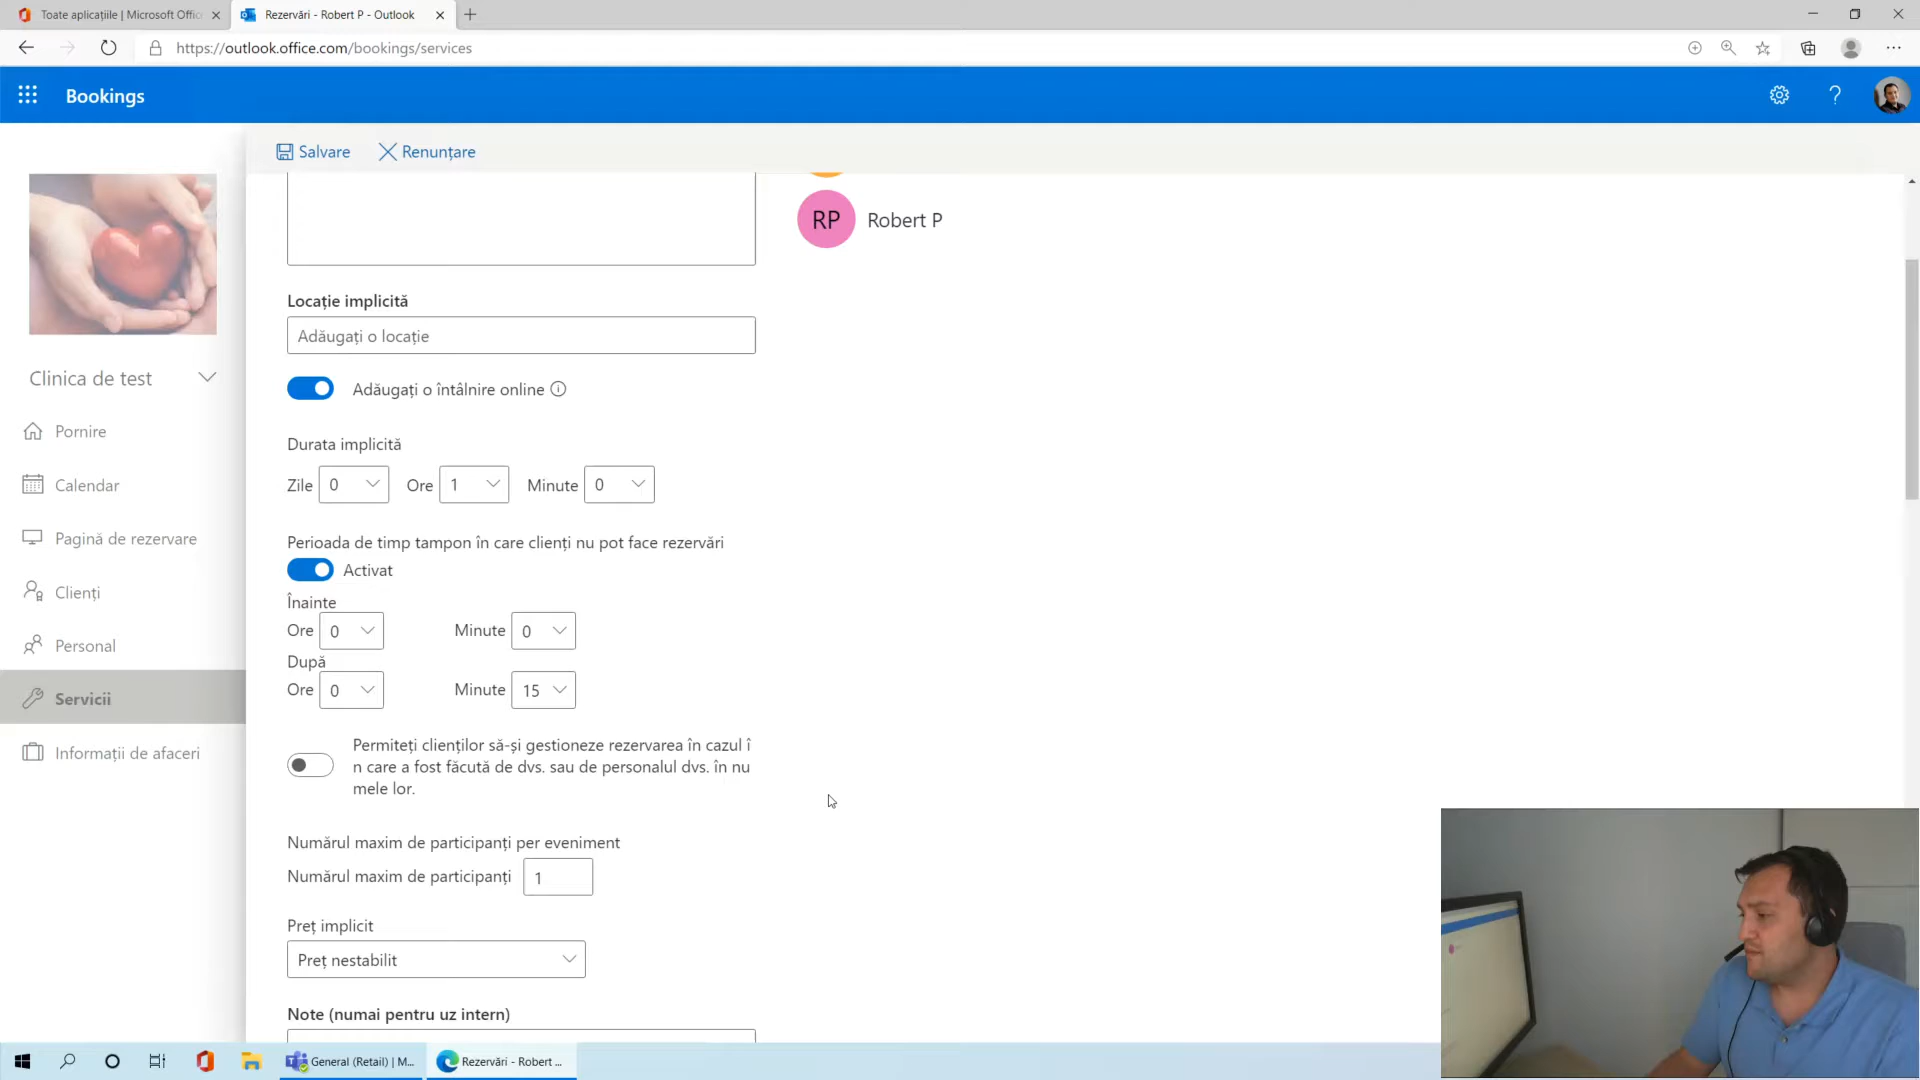 Toate aplicațiile | Microsoft Offic
Rezervări - Robert P - Outlook
https://outlook.office.com/bookings/services
Bookings
Salvare
Renunțare
RP
Robert P
Clinica de test
Pornire
Calendar
Pagină de rezervare
Clienți
Personal
Servicii
Informații de afaceri
Locație implicită
Adăugați o locație
Adăugați o întâlnire online
Durata implicită
Zile 0 Ore 1 Minute 0
Perioada de timp tampon în care clienți nu pot face rezervări
Activat
Înainte
Ore 0 Minute 0
După
Ore 0 Minute 15
Permiteți clienților să-și gestioneze rezervarea în cazul î
n care a fost făcută de dvs. sau de personalul dvs. în nu
mele lor.
Numărul maxim de participanți per eveniment
Numărul maxim de participanți 1
Preț implicit
Preț nestabilit
Note (numai pentru uz intern)
General (Retail) | M...
Rezervări - Robert ...